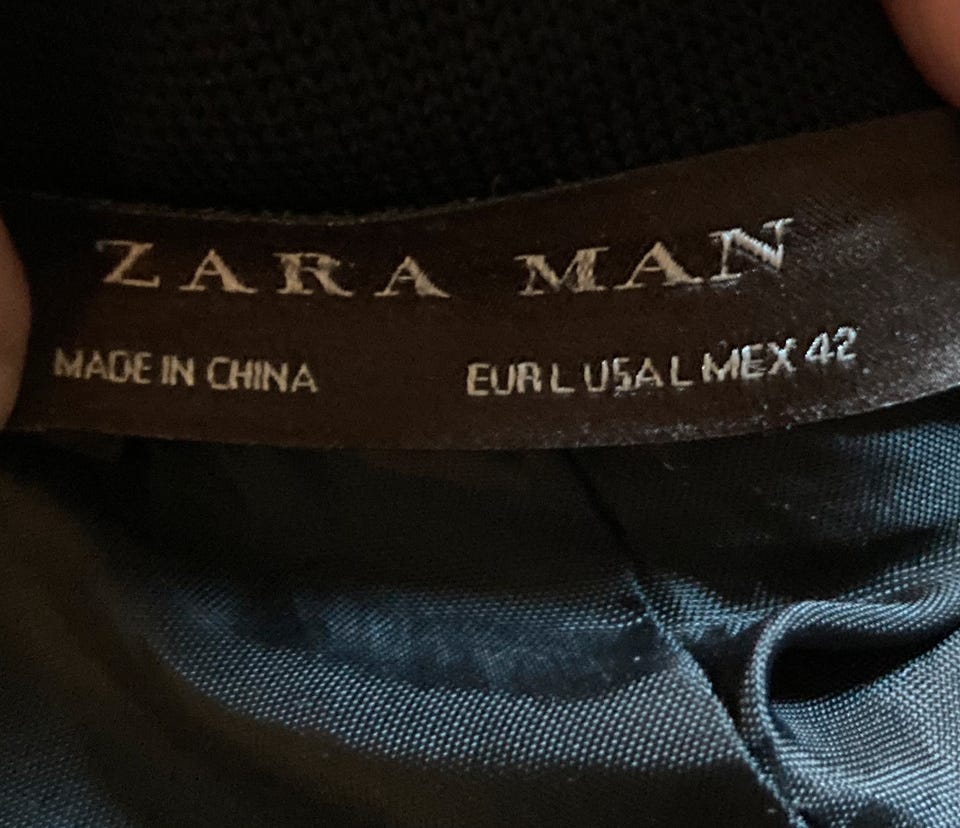 ZARA MAN
MADE IN CHINA EUR L USA L MEX 42